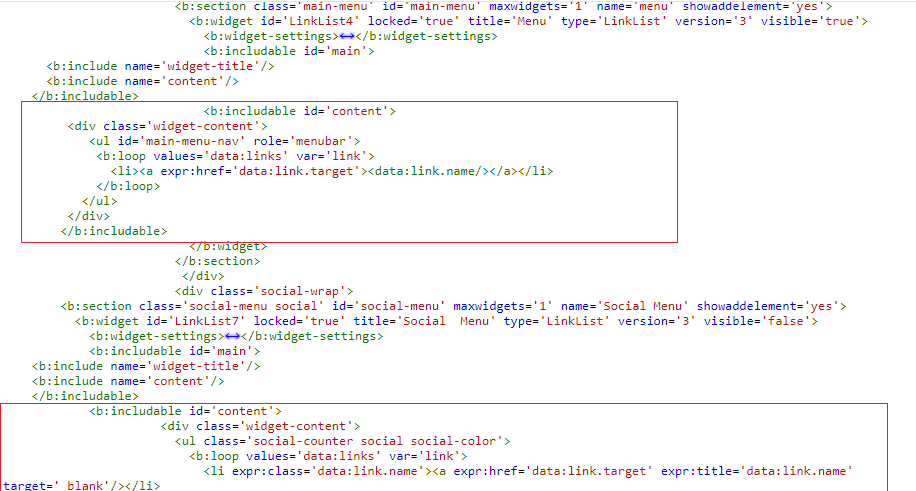 <b:section class='main-menu' id='main-menu' maxwidgets='1' name='menu' showaddelement='yes'>
<b:widget id='LinkList4' locked='true' title='Menu' type='LinkList' version='3' visible='true'>
<b:widget-settings>↔</b:widget-settings>
<b:includable id='main'>
<b:include name='widget-title'/>
<b:include name='content'/>
</b:includable>
<b:includable id='content'>
<div class='widget-content'>
<ul id='main-menu-nav' role='menubar'>
<b:loop values='data:links' var='link'>
<li><a expr:href='data:link.target'><data:link.name/></a></li>
</b:loop>
</ul>
</div>
</b:includable>
</b:widget>
</b:section>
</div>
<div class='social-wrap'>
<b:section class='social-menu social' id='social-menu' maxwidgets='1' name='Social Menu' showaddelement='yes'>
<b:widget id='LinkList7' locked='true' title='Social  Menu' type='LinkList' version='3' visible='false'>
<b:widget-settings>↔</b:widget-settings>
<b:includable id='main'>
<b:include name='widget-title'/>
<b:include name='content'/>
</b:includable>
<b:includable id='content'>
<div class='widget-content'>
<ul class='social-counter social social-color'>
<b:loop values='data:links' var='link'>
<li expr:class='data:link.name'><a expr:href='data:link.target' expr:title='data:link.name'
target='_blank'/></li>